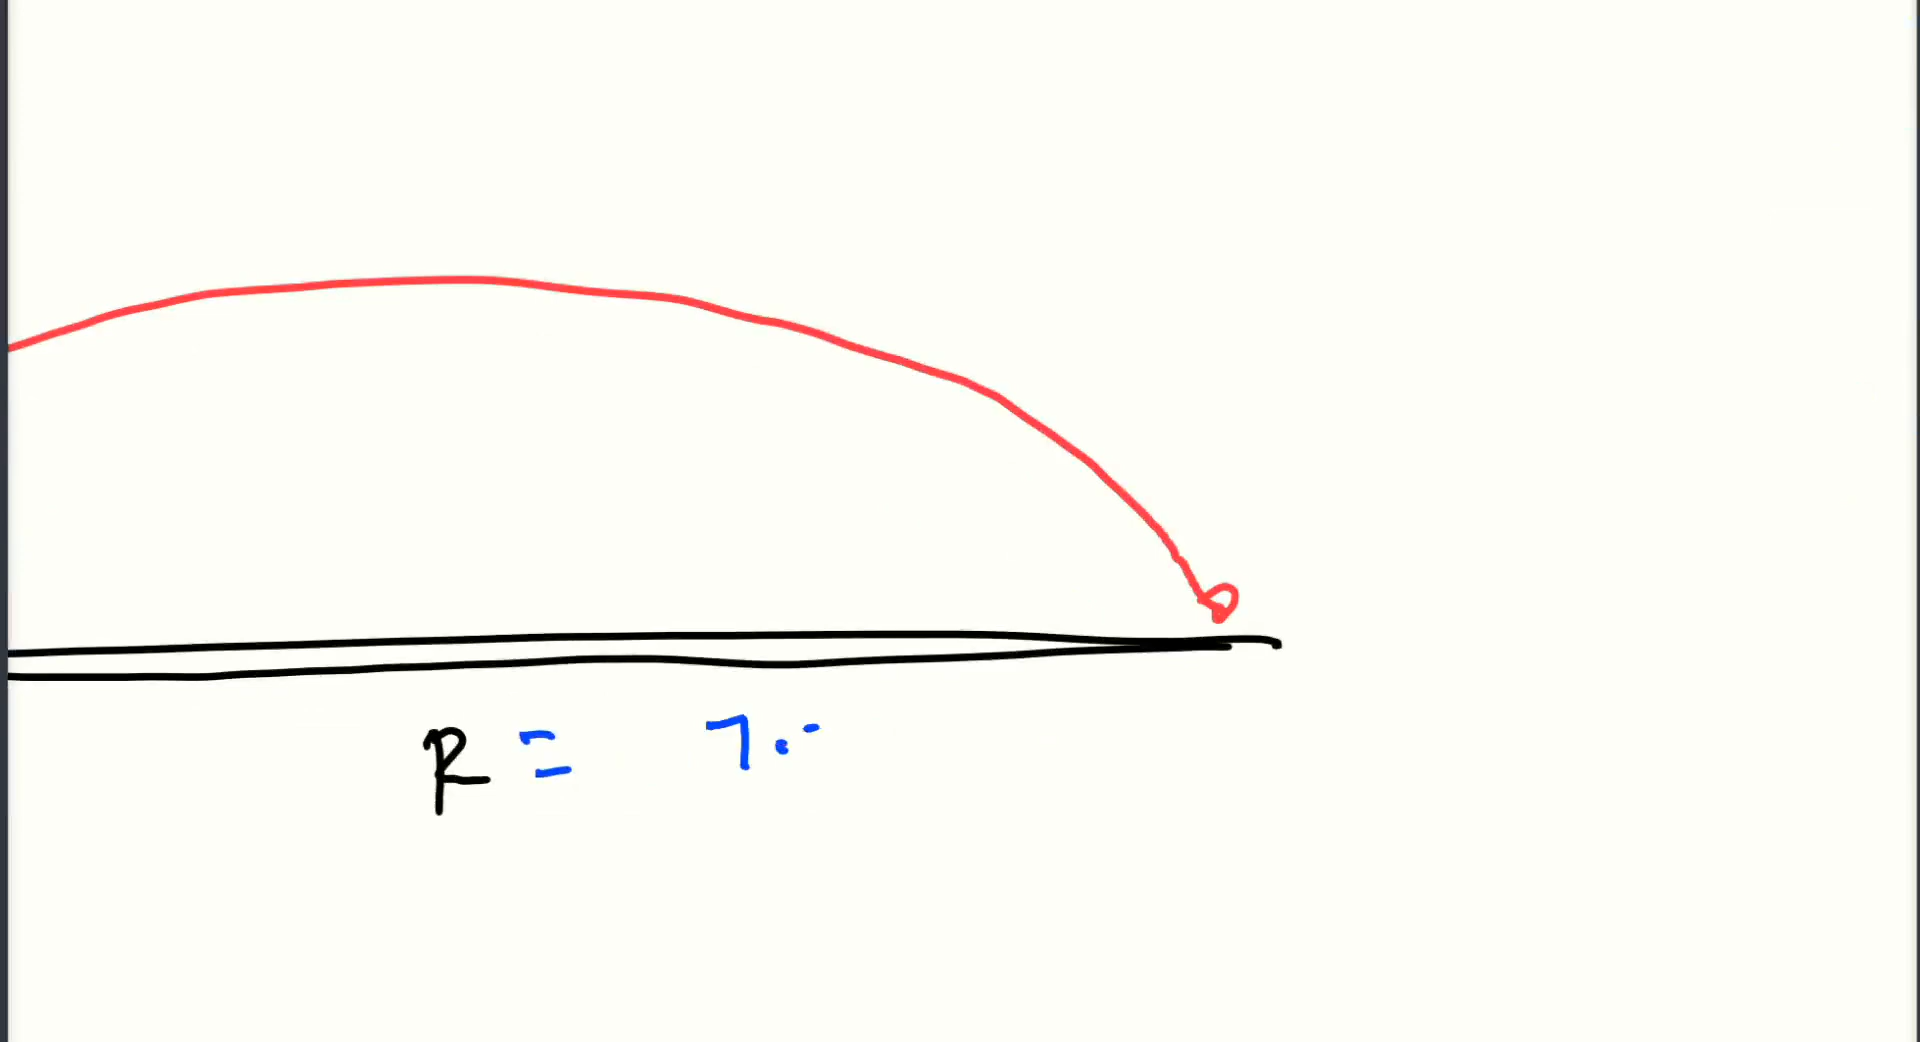 R = 7.